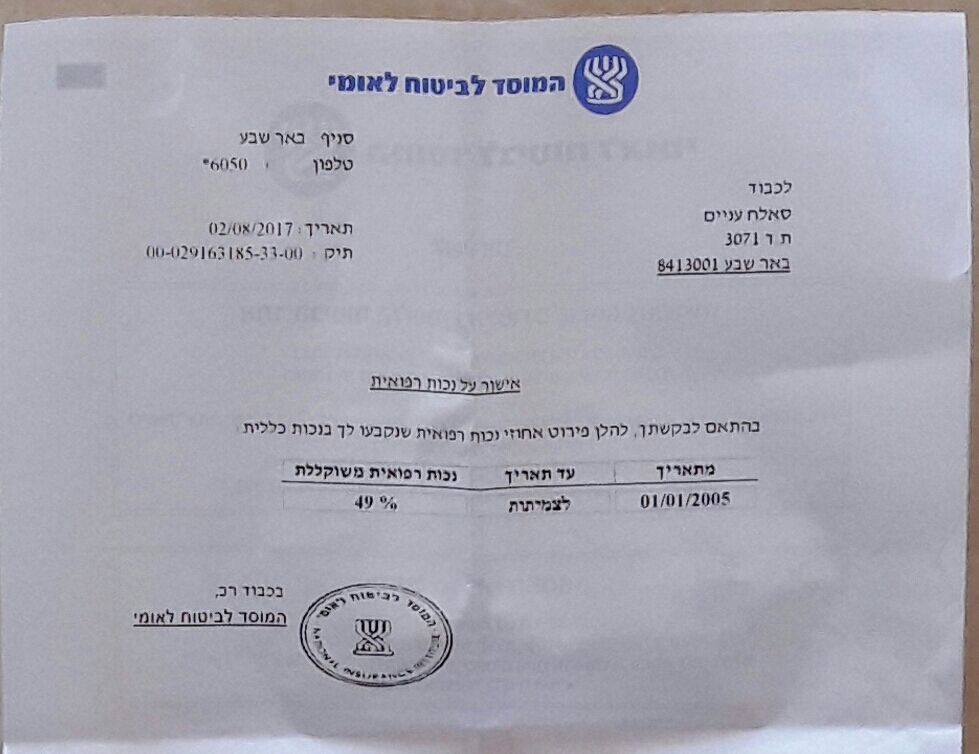 המוסד לביטוח לאומי
סניף באר שבע
טלפון : 6050*
לכבוד
סאלח עניים
ת ד 3071
באר שבע 8413001
תאריך : 02/08/2017
תיק : 00-029163185-33-00
אישור על נכות רפואית
בהתאם לבקשתך, להלן פירוט אחוזי נכות רפואית שנקבעו לך בנכות כללית
מתאריך עד תאריך נכות רפואית משוקללת
01/01/2005 לצמיתות 49 %
בכבוד רב,
המוסד לביטוח לאומי
המוסד לביטוח לאומי
NATIONAL INSURANCE